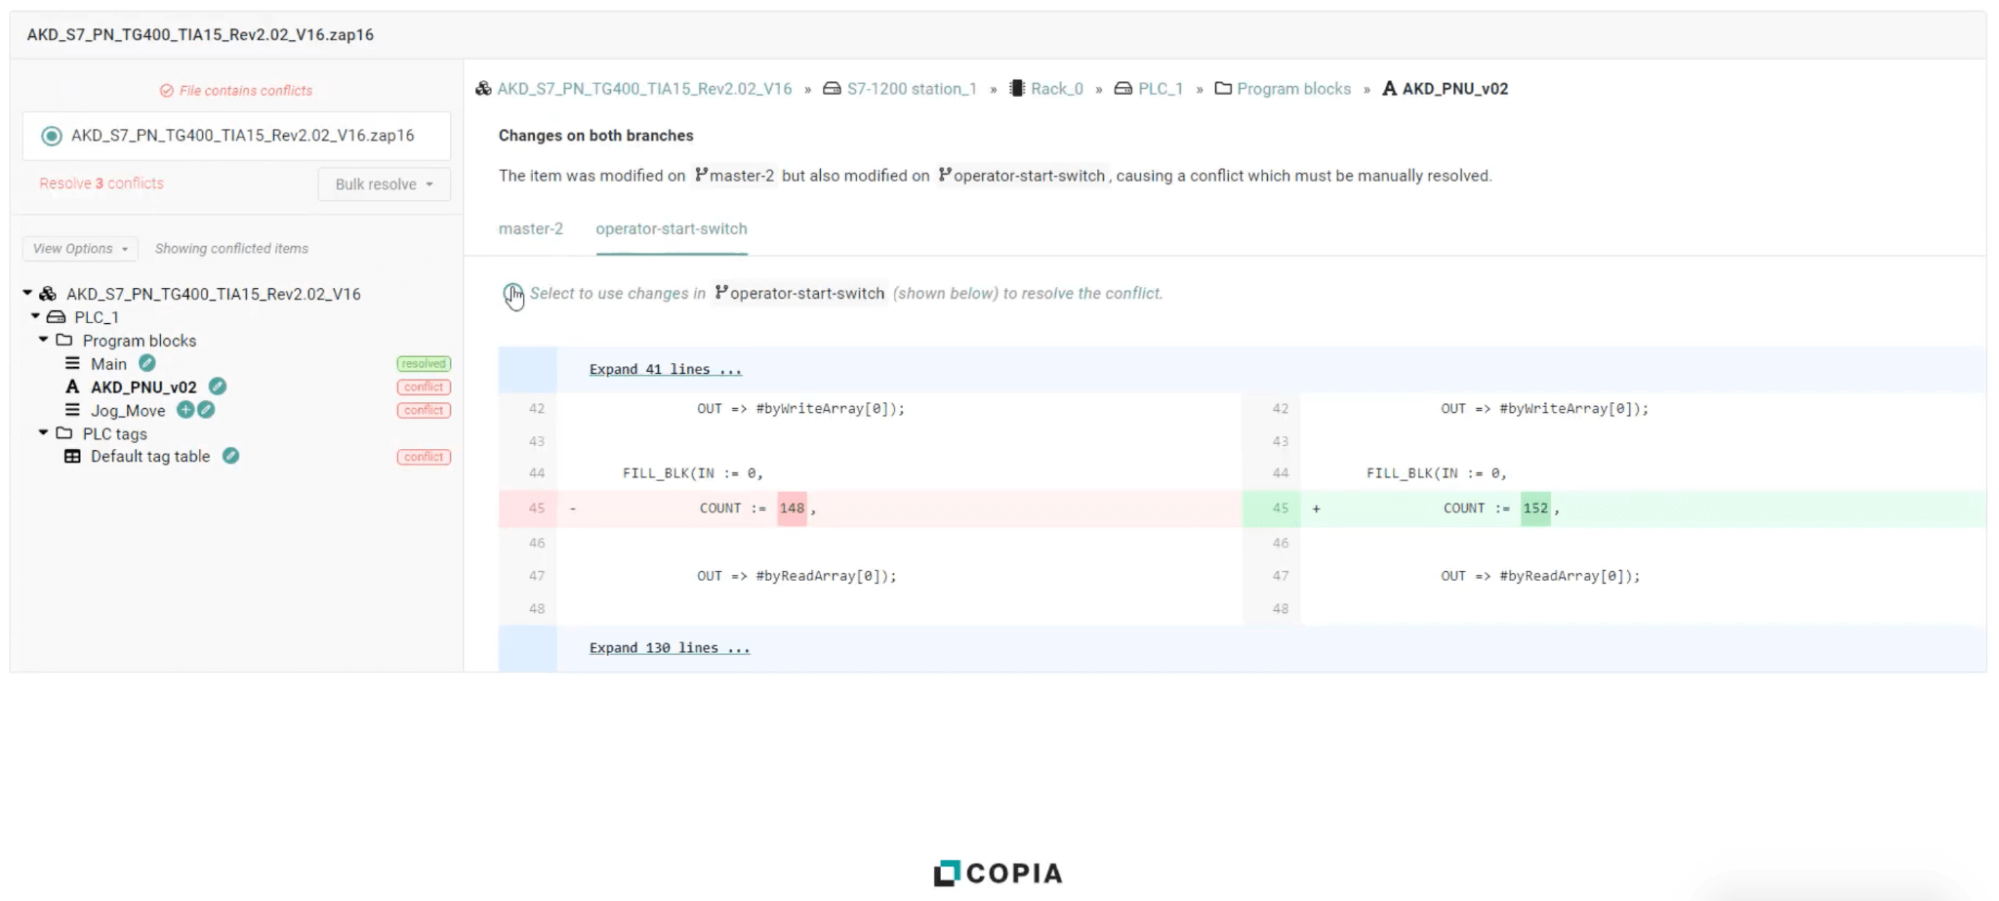 AKD_S7_PN_TG400_TIA15_Rev2.02_V16.zap16
File contains conflicts
AKD_S7_PN_TG400_TIA15_Rev2.02_V16.zap16
Resolve 3 conflicts
Bulk resolve
View Options
Showing conflicted items
AKD_S7_PN_TG400_TIA15_Rev2.02_V16
PLC_1
Program blocks
Main resolved
AKD_PNU_v02 conflict
Jog_Move conflict
PLC tags
Default tag table conflict
AKD_S7_PN_TG400_TIA15_Rev2.02_V16 » S7-1200 station_1 » Rack_0 » PLC_1 » Program blocks » AKD_PNU_v02
Changes on both branches
The item was modified on master-2 but also modified on operator-start-switch, causing a conflict which must be manually resolved.
master-2 operator-start-switch
Select to use changes in operator-start-switch (shown below) to resolve the conflict.
Expand 41 lines ...
42 OUT => #byWriteArray[0]); 42 OUT => #byWriteArray[0]);
43 43
44 FILL_BLK(IN := 0, 44 FILL_BLK(IN := 0,
45 - COUNT := 148, 45 + COUNT := 152,
46 46
47 OUT => #byReadArray[0]); 47 OUT => #byReadArray[0]);
48 48
Expand 130 lines ...
COPIA